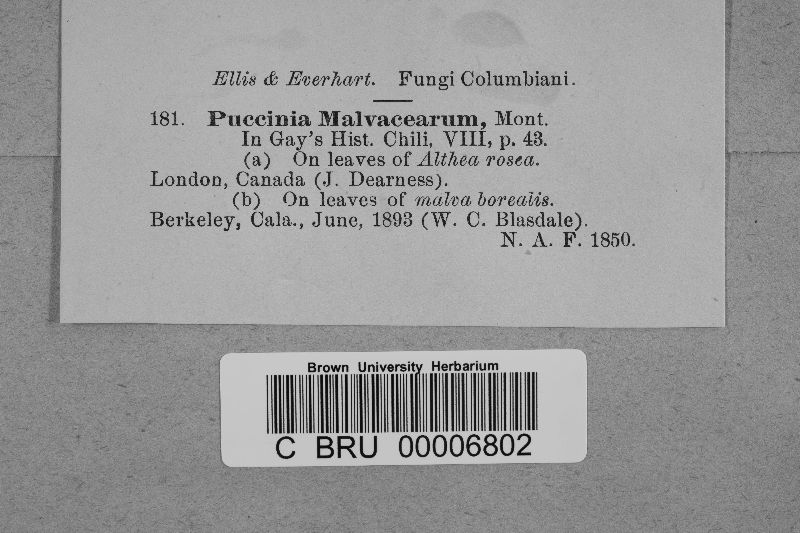 Ellis & Everhart. Fungi Columbiani.
181. Puccinia Malvacearum, Mont.
In Gay's Hist. Chili, VIII, p. 43.
(a) On leaves of Althea rosea.
London, Canada (J. Dearness).
(b) On leaves of malva borealis.
Berkeley, Cala., June, 1893 (W. C. Blasdale).
N. A. F. 1850.
Brown University Herbarium
C BRU 00006802